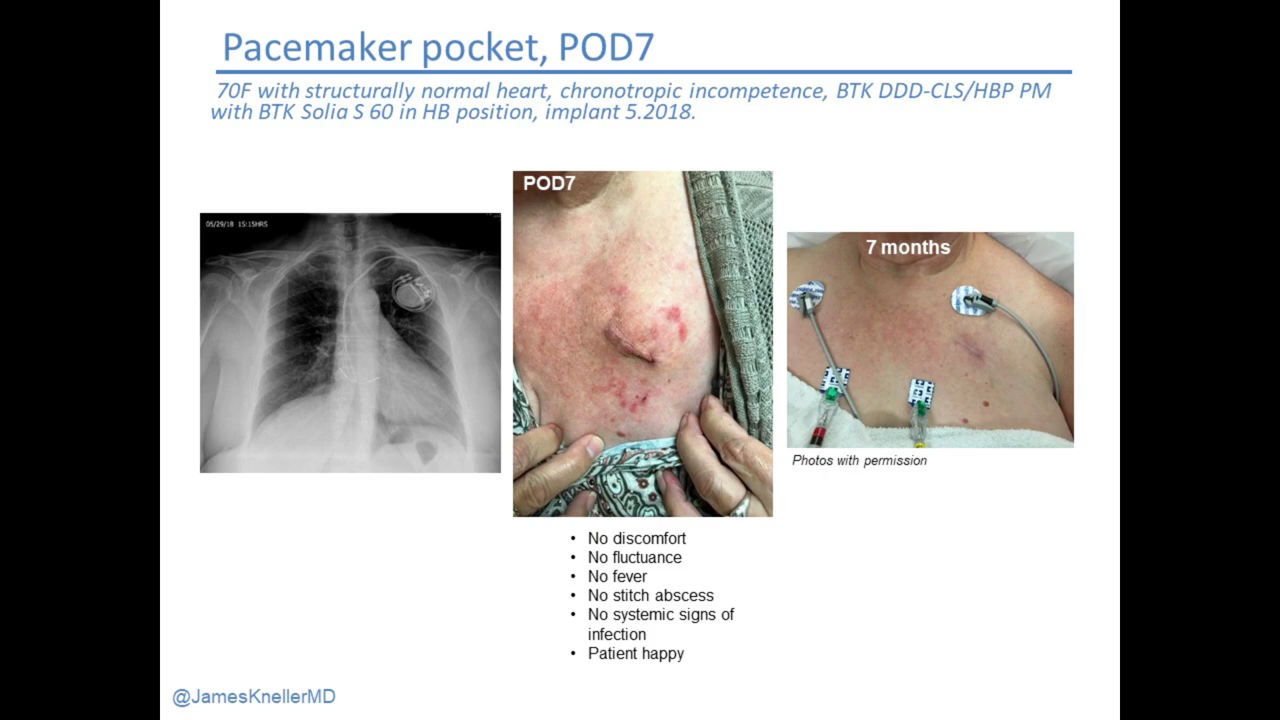 Pacemaker pocket, POD7
70F with structurally normal heart, chronotropic incompetence, BTK DDD-CLS/HBP PM
with BTK Solia S 60 in HB position, implant 5.2018.
05/29/18 15:15HRS
POD7
7 months
Photos with permission
• No discomfort
• No fluctuance
• No fever
• No stitch abscess
• No systemic signs of
infection
• Patient happy
@JamesKnellerMD